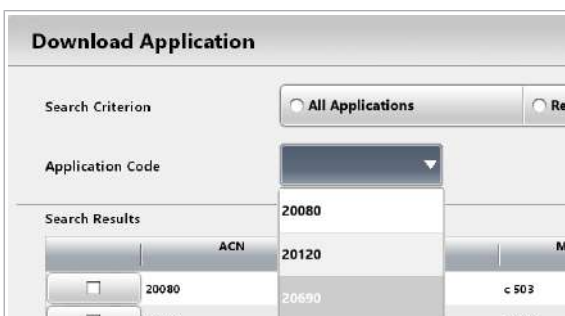 Download Application
Search Criterion
All Applications
Re
Application Code
Search Results
20080
ACN
M
20120
20080
c 503
20690